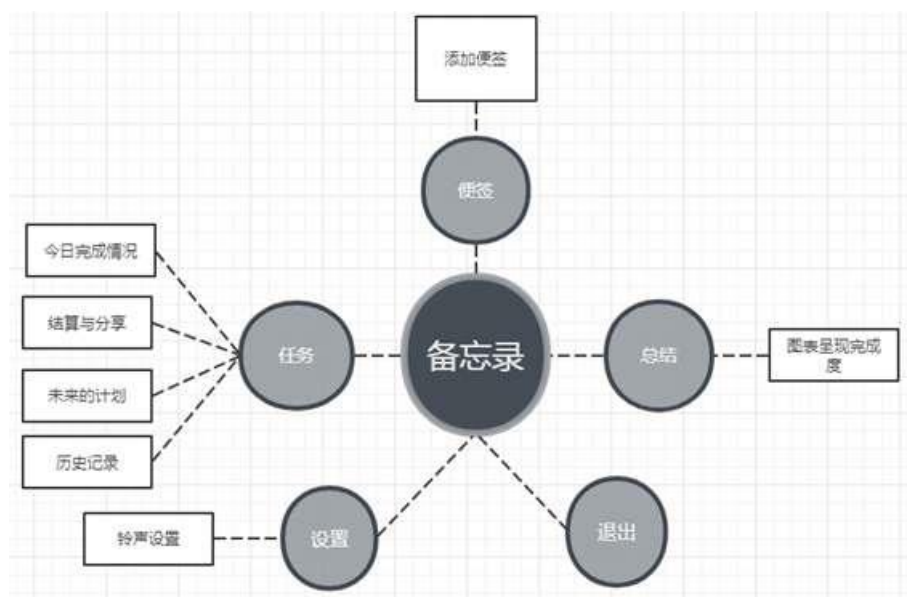 添加便签
便签
今日完成情况
结算与分享
未来的计划
历史记录
任务
备忘录
总结
图表呈现完成
度
铃声设置
设置
退出